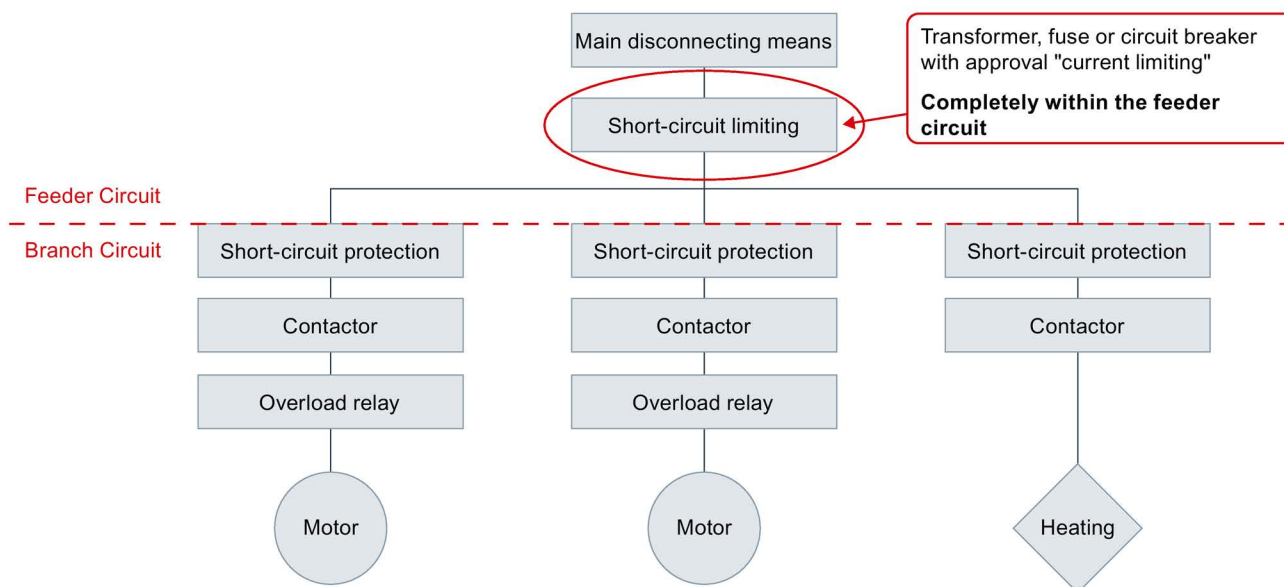 Main disconnecting means
Transformer, fuse or circuit breaker
with approval "current limiting"
Completely within the feeder
circuit
Short-circuit limiting
Feeder Circuit
Branch Circuit
Short-circuit protection
Short-circuit protection
Short-circuit protection
Contactor
Contactor
Contactor
Overload relay
Overload relay
Motor
Motor
Heating